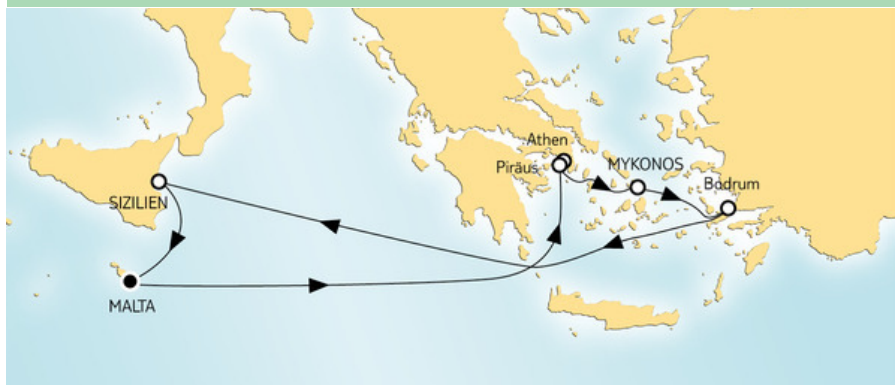 Athen
Piräus
MYKONOS
Bodrum
SIZILIEN
MALTA